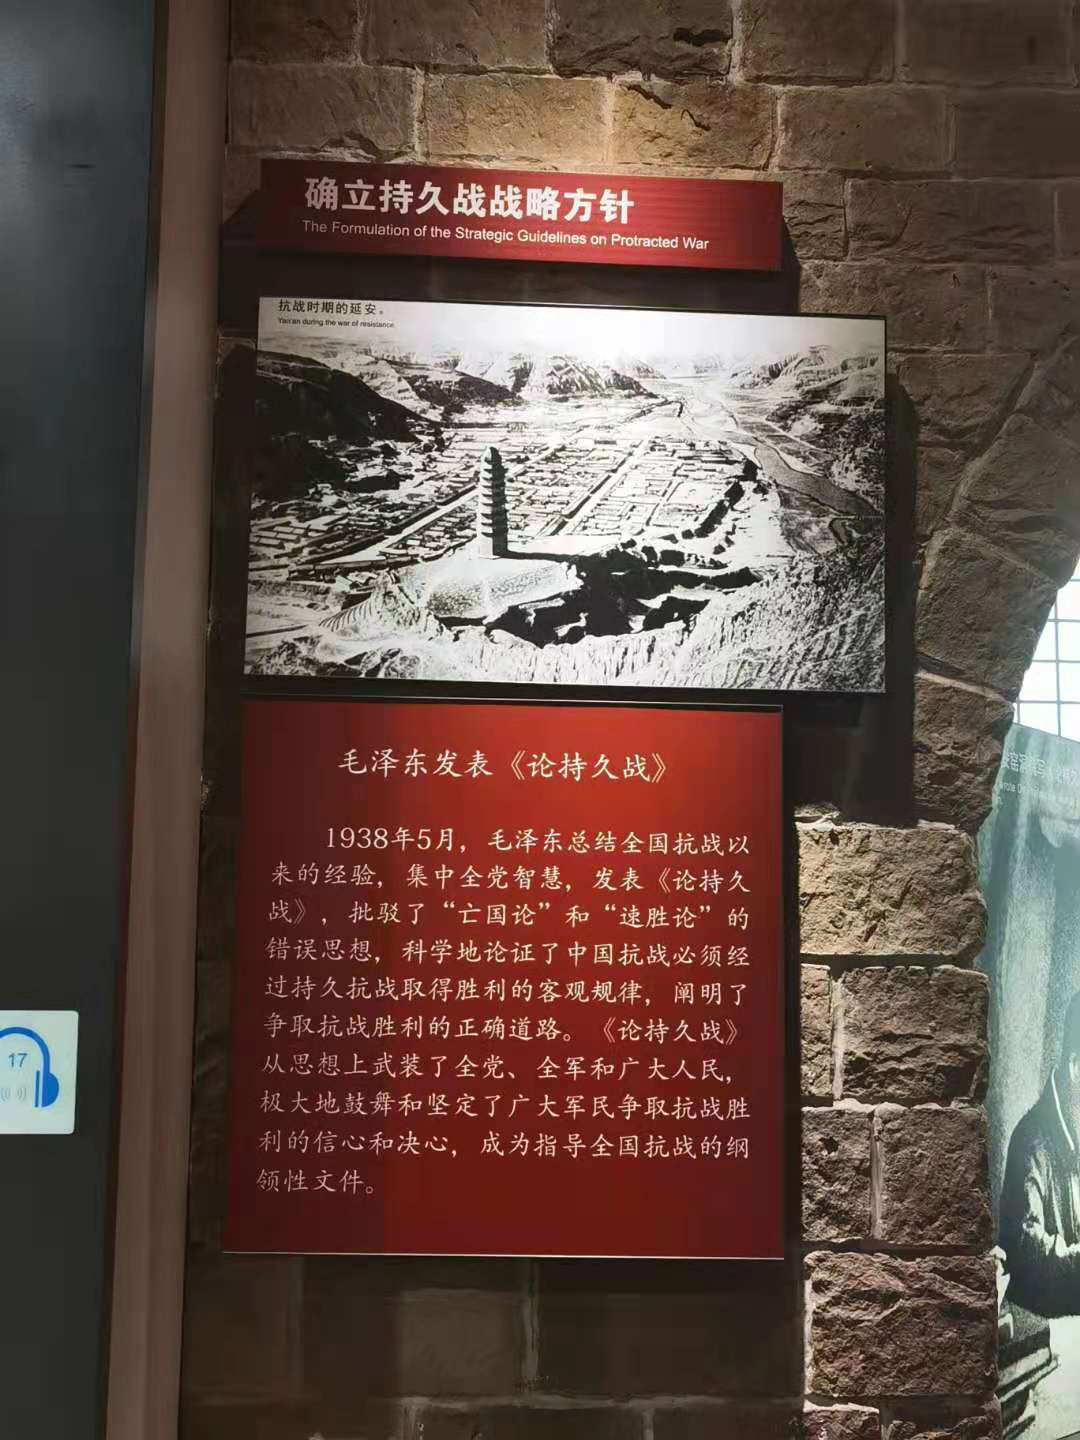 确立持久战战略方针
The Formulation of the Strategic Guidelines on Protracted War
抗战时期的延安。
Yan'an during the war of resistance.
毛泽东发表《论持久战》
1938年5月，毛泽东总结全国抗战以
来的经验，集中全党智慧，发表《论持久
战》，批驳了“亡国论”和“速胜论”的
错误思想，科学地论证了中国抗战必须经
过持久抗战取得胜利的客观规律，阐明了
争取抗战胜利的正确道路。《论持久战》
从思想上武装了全党、全军和广大人民，
极大地鼓舞和坚定了广大军民争取抗战胜
利的信心和决心，成为指导全国抗战的纲
领性文件。
17